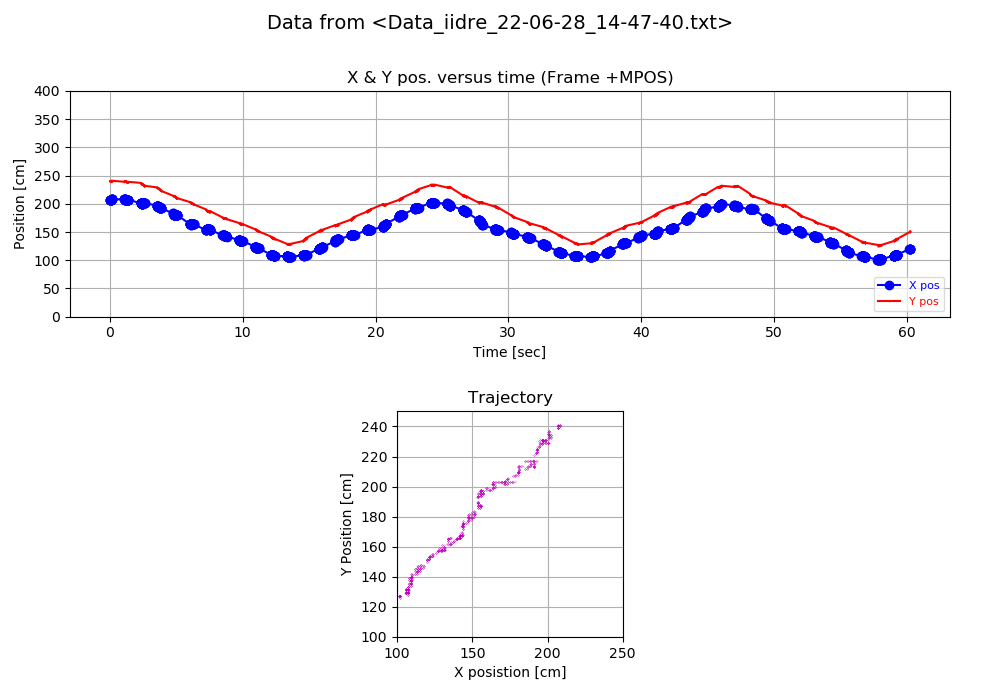 Data from <Data_iidre_22-06-28_14-47-40.txt>
X & Y pos. versus time (Frame +MPOS)
400
350
300
250
200
150
100
50
0
Position [cm]
0 10 20 30 40 50 60
Time [sec]
X pos
Y pos
Trajectory
240
220
200
180
160
140
120
100
Y Position [cm]
100 150 200 250
X posistion [cm]